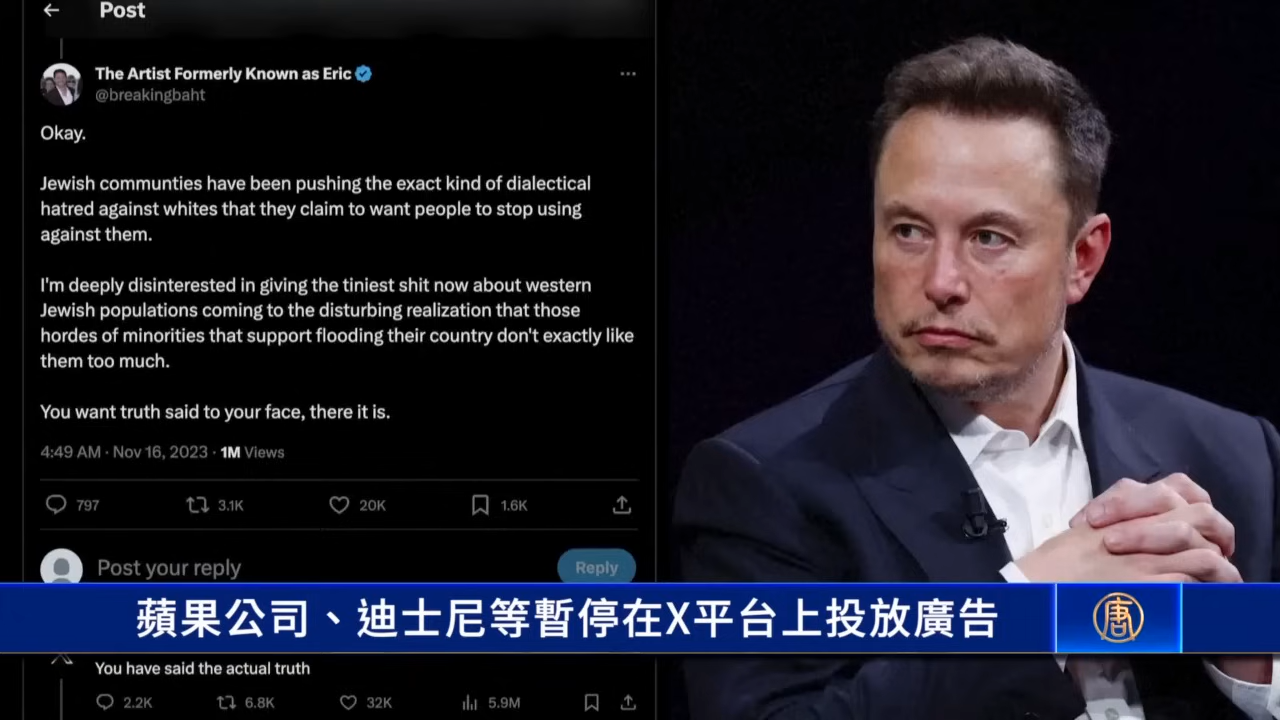 Post
The Artist Formerly Known as Eric
@breakingbaht
Okay.
Jewish communties have been pushing the exact kind of dialectical
hatred against whites that they claim to want people to stop using
against them.
I'm deeply disinterested in giving the tiniest shit now about western
Jewish populations coming to the disturbing realization that those
hordes of minorities that support flooding their country don't exactly like
them too much.
You want truth said to your face, there it is.
4:49 AM · Nov 16, 2023 · 1M Views
797 3.1K 20K 1.6K
Post your reply Reply
蘋果公司、迪士尼等暫停在X平台上投放廣告 唐
You have said the actual truth
2.2K 6.8K 32K 5.9M